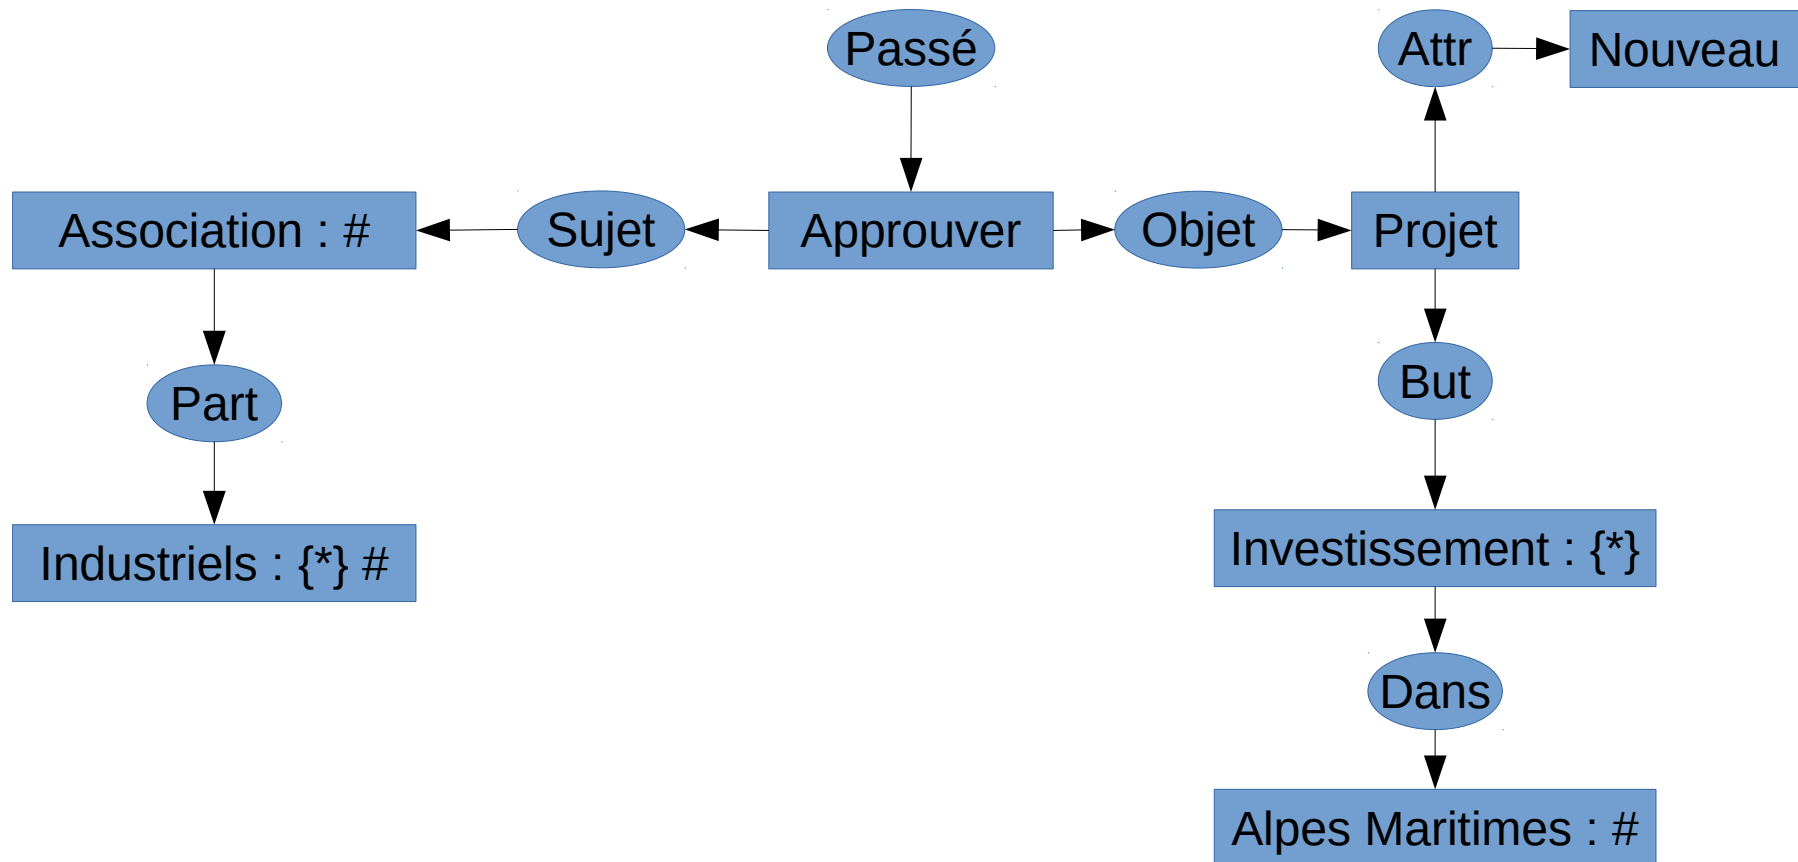 Passé
Attr
Nouveau
Association : #
Sujet
Approuver
Objet
Projet
But
Part
Industriels : {*} #
Investissement : {*}
Dans
Alpes Maritimes : #